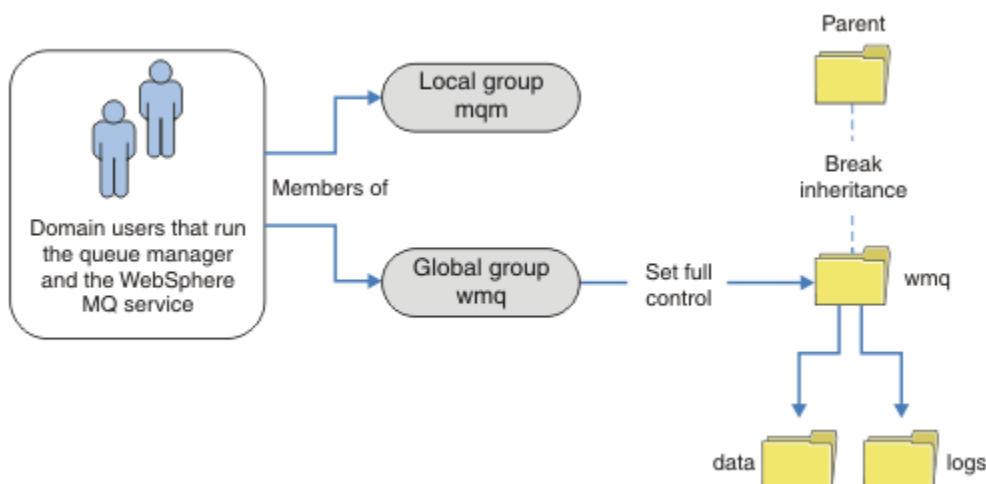 Parent
Local group
mqm
Members of
Break
inheritance
Domain users that run
the queue manager
and the WebSphere
MQ service
Global group
wmq
Set full
control
wmq
data
logs